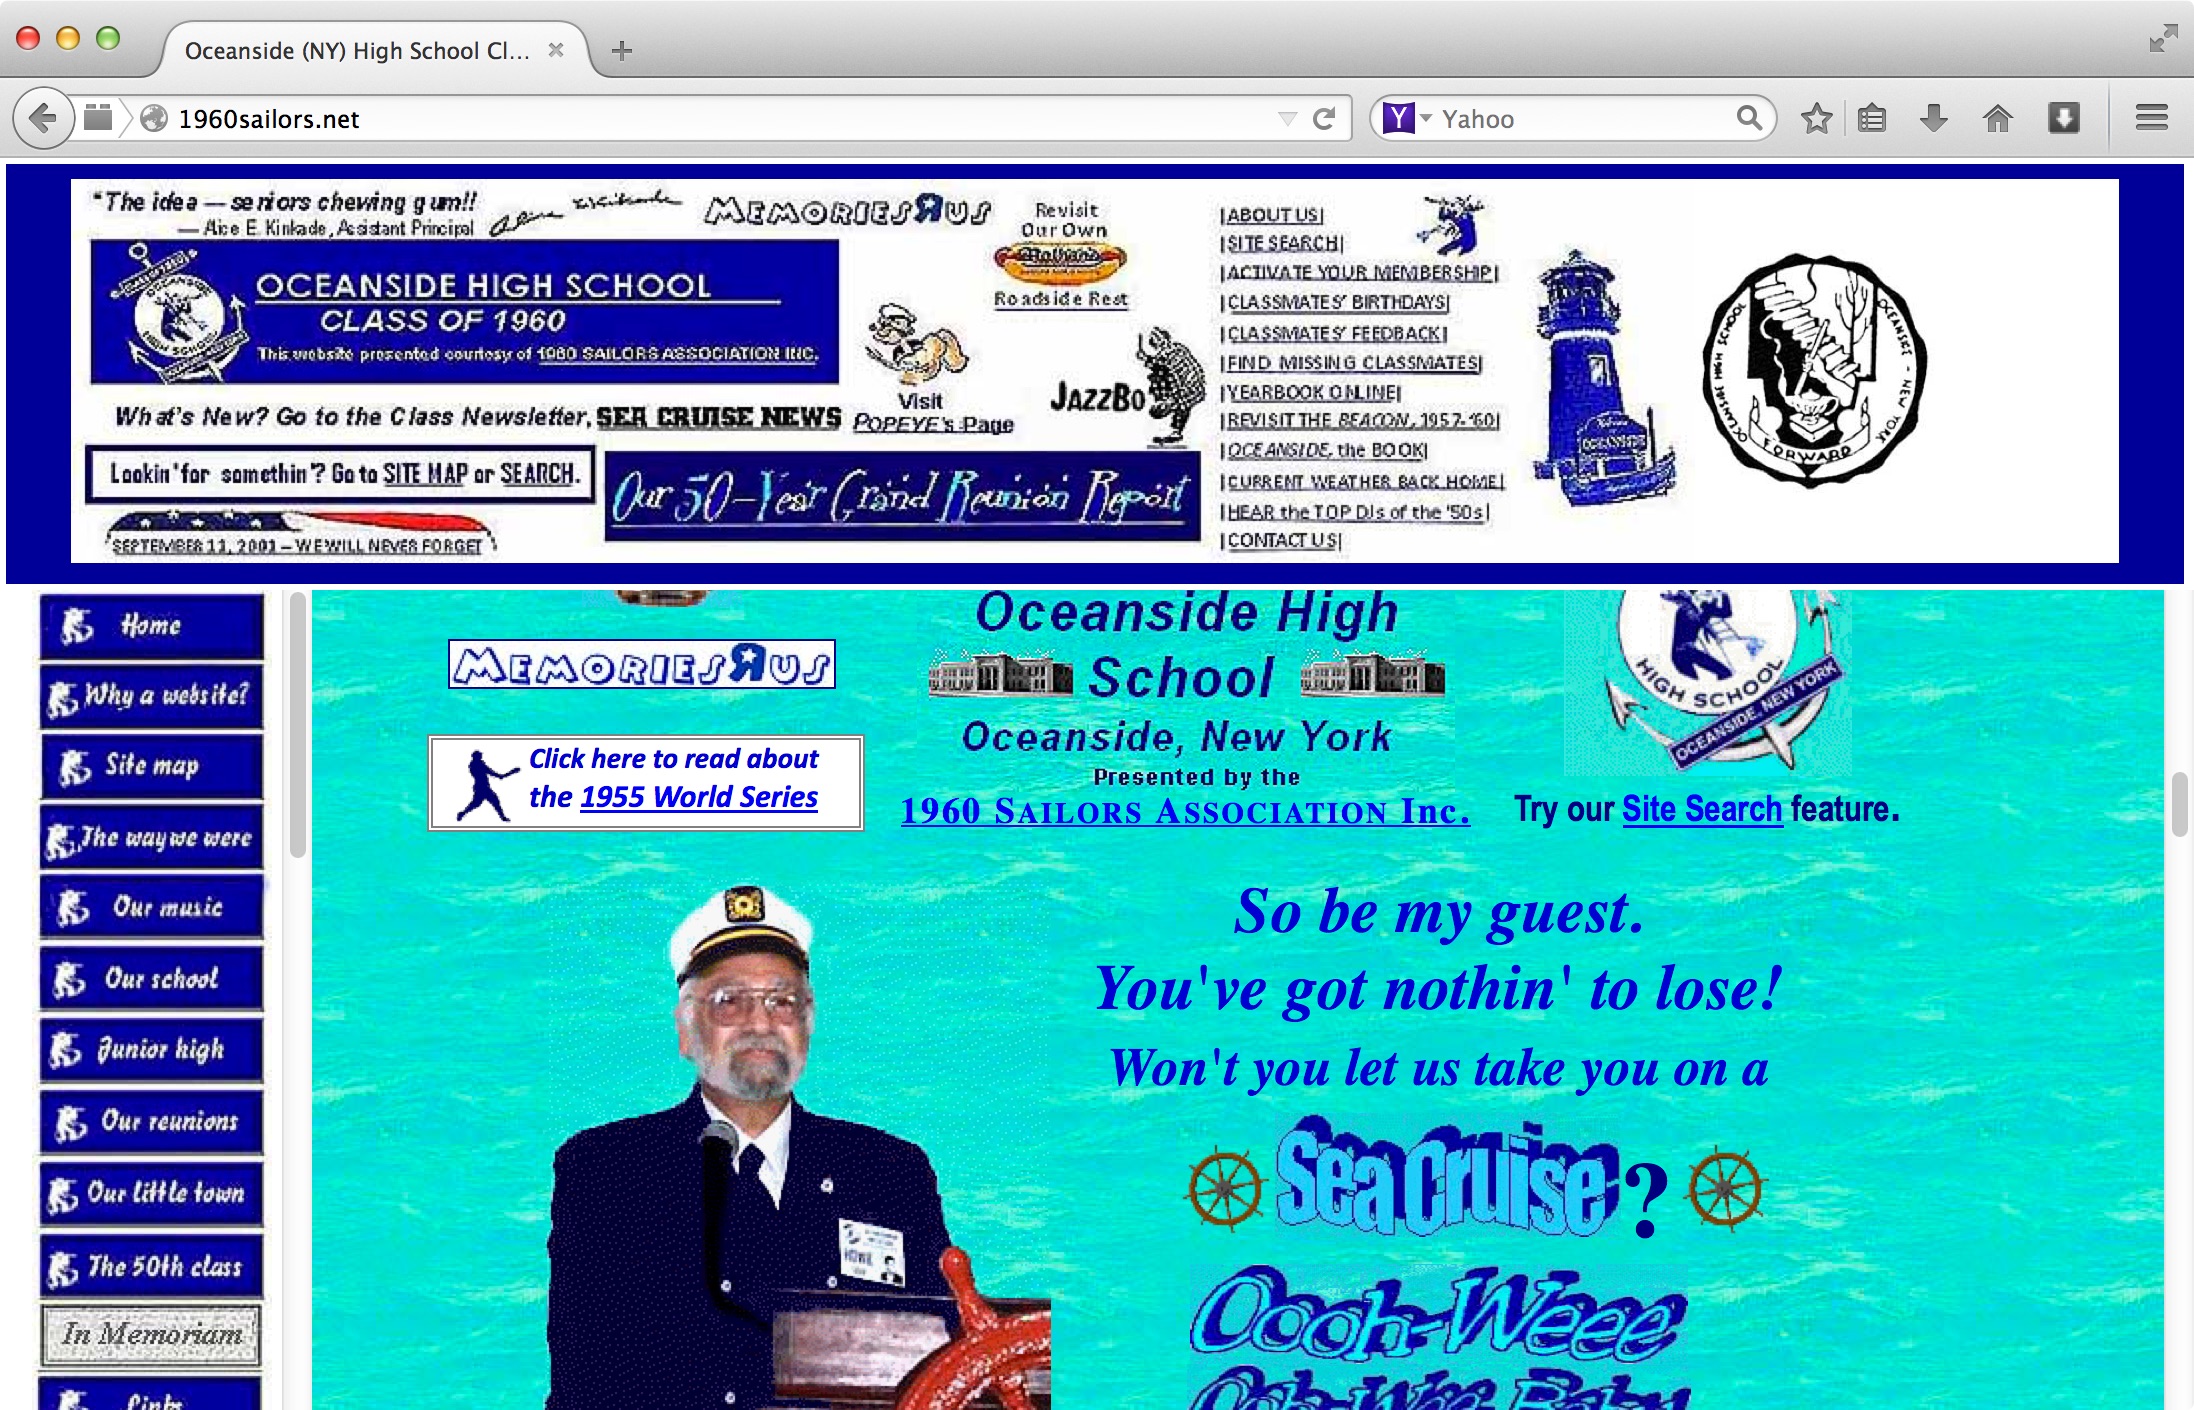 Oceanside (NY) High School Cl...
1960sailors.net
Yahoo
"The idea — seniors chewing gum!!
— Alice E. Kinkade, Assistant Principal
MEMORIES R US
Revisit
Our Own
Nathan's
Roadside Rest
OCEANSIDE HIGH SCHOOL
CLASS OF 1960
This website presented courtesy of 1960 SAILORS ASSOCIATION INC.
HIGH SCHOOL
Visit
POPEYE's Page
JAZZBO
What's New? Go to the Class Newsletter, SEA CRUISE NEWS
Lookin' for somethin'? Go to SITE MAP or SEARCH.
Our 50-Year Grand Reunion Report
SEPTEMBER 11, 2001 – WE WILL NEVER FORGET
|ABOUT US|
|SITE SEARCH|
|ACTIVATE YOUR MEMBERSHIP|
|CLASSMATES' BIRTHDAYS|
|CLASSMATES' FEEDBACK|
|FIND MISSING CLASSMATES|
|YEARBOOK ONLINE|
|REVISIT THE BEACON, 1957-'60|
|OCEANSIDE, the BOOK|
|CURRENT WEATHER BACK HOME|
|HEAR the TOP DJs of the '50s|
|CONTACT US|
OCEANSIDE
OCEANSIDE HIGH SCHOOL
OCEANSIDE - NEW YORK
FORWARD
Home
Why a website?
Site map
The way we were
Our music
Our school
Junior high
Our reunions
Our little town
The 50th class
In Memoriam
Links
MEMORIES R US
Click here to read about
the 1955 World Series
Oceanside High
School
Oceanside, New York
Presented by the
1960 SAILORS ASSOCIATION Inc.
HIGH SCHOOL
OCEANSIDE, NEW YORK
Try our Site Search feature.
So be my guest.
You've got nothin' to lose!
Won't you let us take you on a
Sea Cruise?
Oooh-Weee
Ooh-Wee Baby